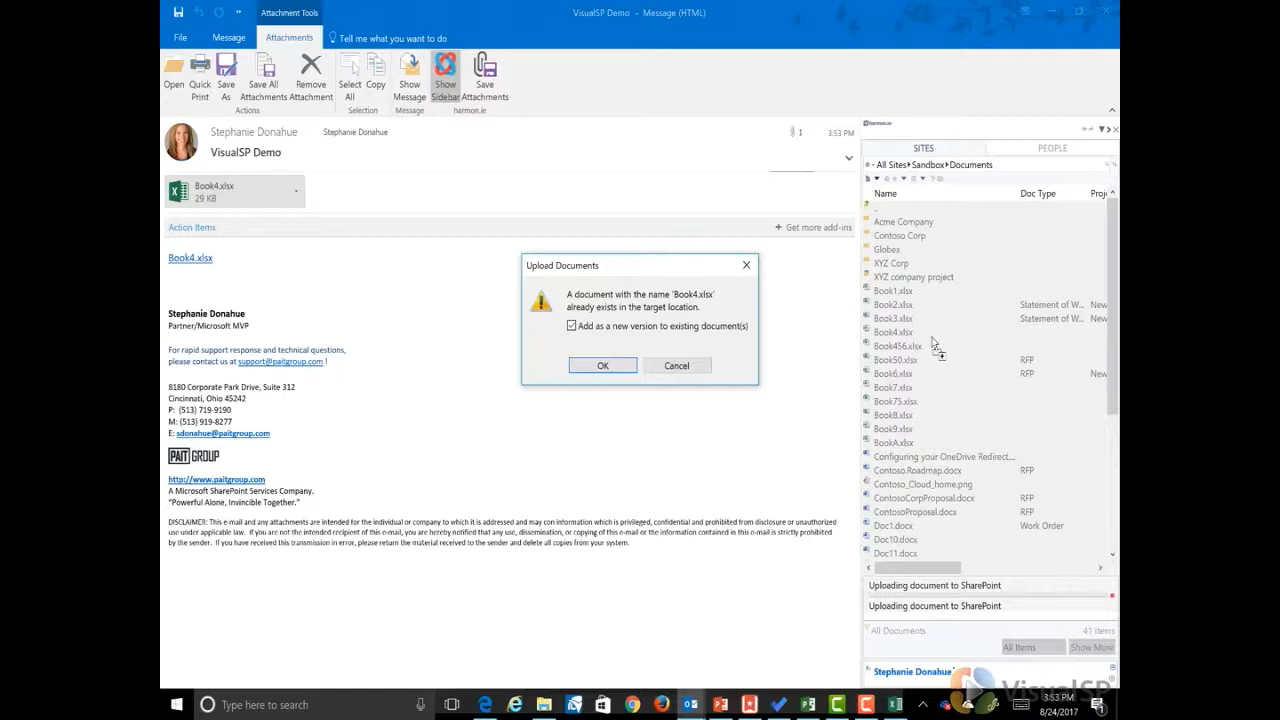 Attachment Tools
VisualSP Demo - Message (HTML)
File
Message
Attachments
Tell me what you want to do
Open
Quick Print
Save As
Save All Attachments
Remove Attachment
Select All
Copy
Show Message
Show Sidebar
Save Attachments
Actions
Selection
Message
harmon.ie
Stephanie Donahue
Stephanie Donahue
1
3:53 PM
VisualSP Demo
Book4.xlsx
29 KB
Action Items
+ Get more add-ins
Book4.xlsx
Stephanie Donahue
Partner/Microsoft MVP
For rapid support response and technical questions,
please contact us at support@paitgroup.com !
8180 Corporate Park Drive, Suite 312
Cincinnati, Ohio 45242
P: (513) 719-9190
M: (513) 919-8277
E: sdonahue@paitgroup.com
PAIT GROUP
http://www.paitgroup.com
A Microsoft SharePoint Services Company.
"Powerful Alone, Invincible Together."
DISCLAIMER: This e-mail and any attachments are intended for the individual or company to which it is addressed and may con information which is privileged, confidential and prohibited from disclosure or unauthorized
use under applicable law. If you are not the intended recipient of this e-mail, you are hereby notified that any use, dissemination, or copying of this e-mail or the information contained in this e-mail is strictly prohibited
by the sender. If you have received this transmission in error, please return the material received to the sender and delete all copies from your system.
Upload Documents
A document with the name 'Book4.xlsx'
already exists in the target location.
Add as a new version to existing document(s)
OK
Cancel
harmon.ie
SITES
PEOPLE
All Sites Sandbox Documents
Name
Doc Type
Proje
..
Acme Company
Contoso Corp
Globex
XYZ Corp
XYZ company project
Book1.xlsx
Book2.xlsx Statement of W... New
Book3.xlsx Statement of W... New
Book4.xlsx
Book456.xlsx
Book50.xlsx RFP
Book6.xlsx RFP New
Book7.xlsx
Book75.xlsx
Book8.xlsx
Book9.xlsx
BookA.xlsx
Configuring your OneDrive Redirect....
Contoso.Roadmap.docx RFP
Contoso_Cloud_home.png
ContosoCorpProposal.docx RFP
ContosoProposal.docx RFP
Doc1.docx Work Order
Doc10.docx
Doc11.docx
Uploading document to SharePoint
Uploading document to SharePoint
All Documents
41 items
All Items
Show More
Stephanie Donahue
VisualSP
Type here to search
3:53 PM
8/24/2017